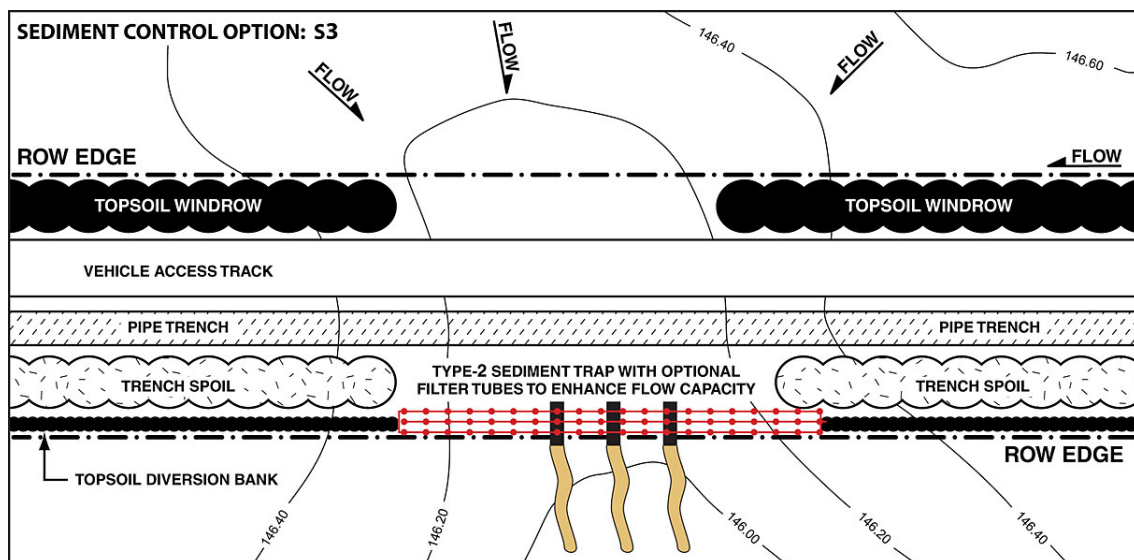 SEDIMENT CONTROL OPTION: S3
FLOW
FLOW
FLOW
146.40
146.60
ROW EDGE
FLOW
TOPSOIL WINDROW
TOPSOIL WINDROW
VEHICLE ACCESS TRACK
PIPE TRENCH
PIPE TRENCH
TYPE-2 SEDIMENT TRAP WITH OPTIONAL
FILTER TUBES TO ENHANCE FLOW CAPACITY
TRENCH SPOIL
TRENCH SPOIL
ROW EDGE
TOPSOIL DIVERSION BANK
146.40
146.20
146.00
146.20
146.40